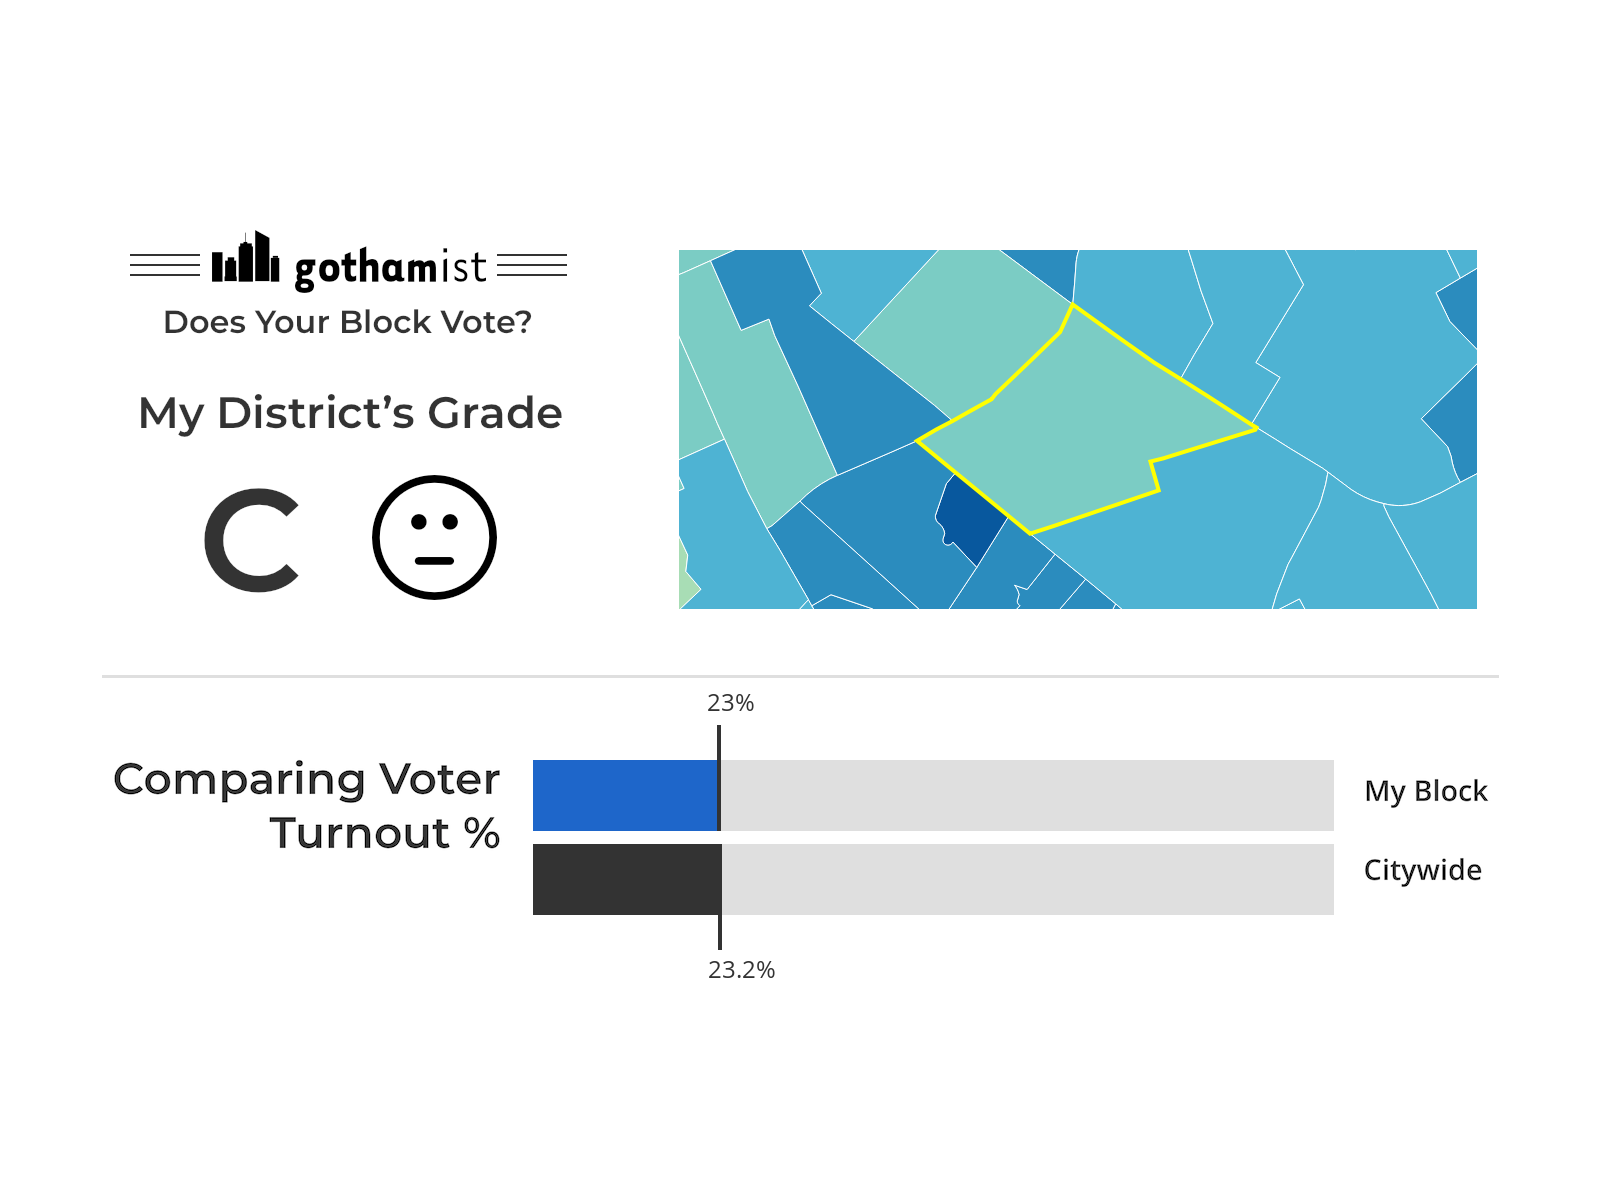 gothamist
Does Your Block Vote?
My District’s Grade
C
23%
Comparing Voter
Turnout %
My Block
Citywide
23.2%